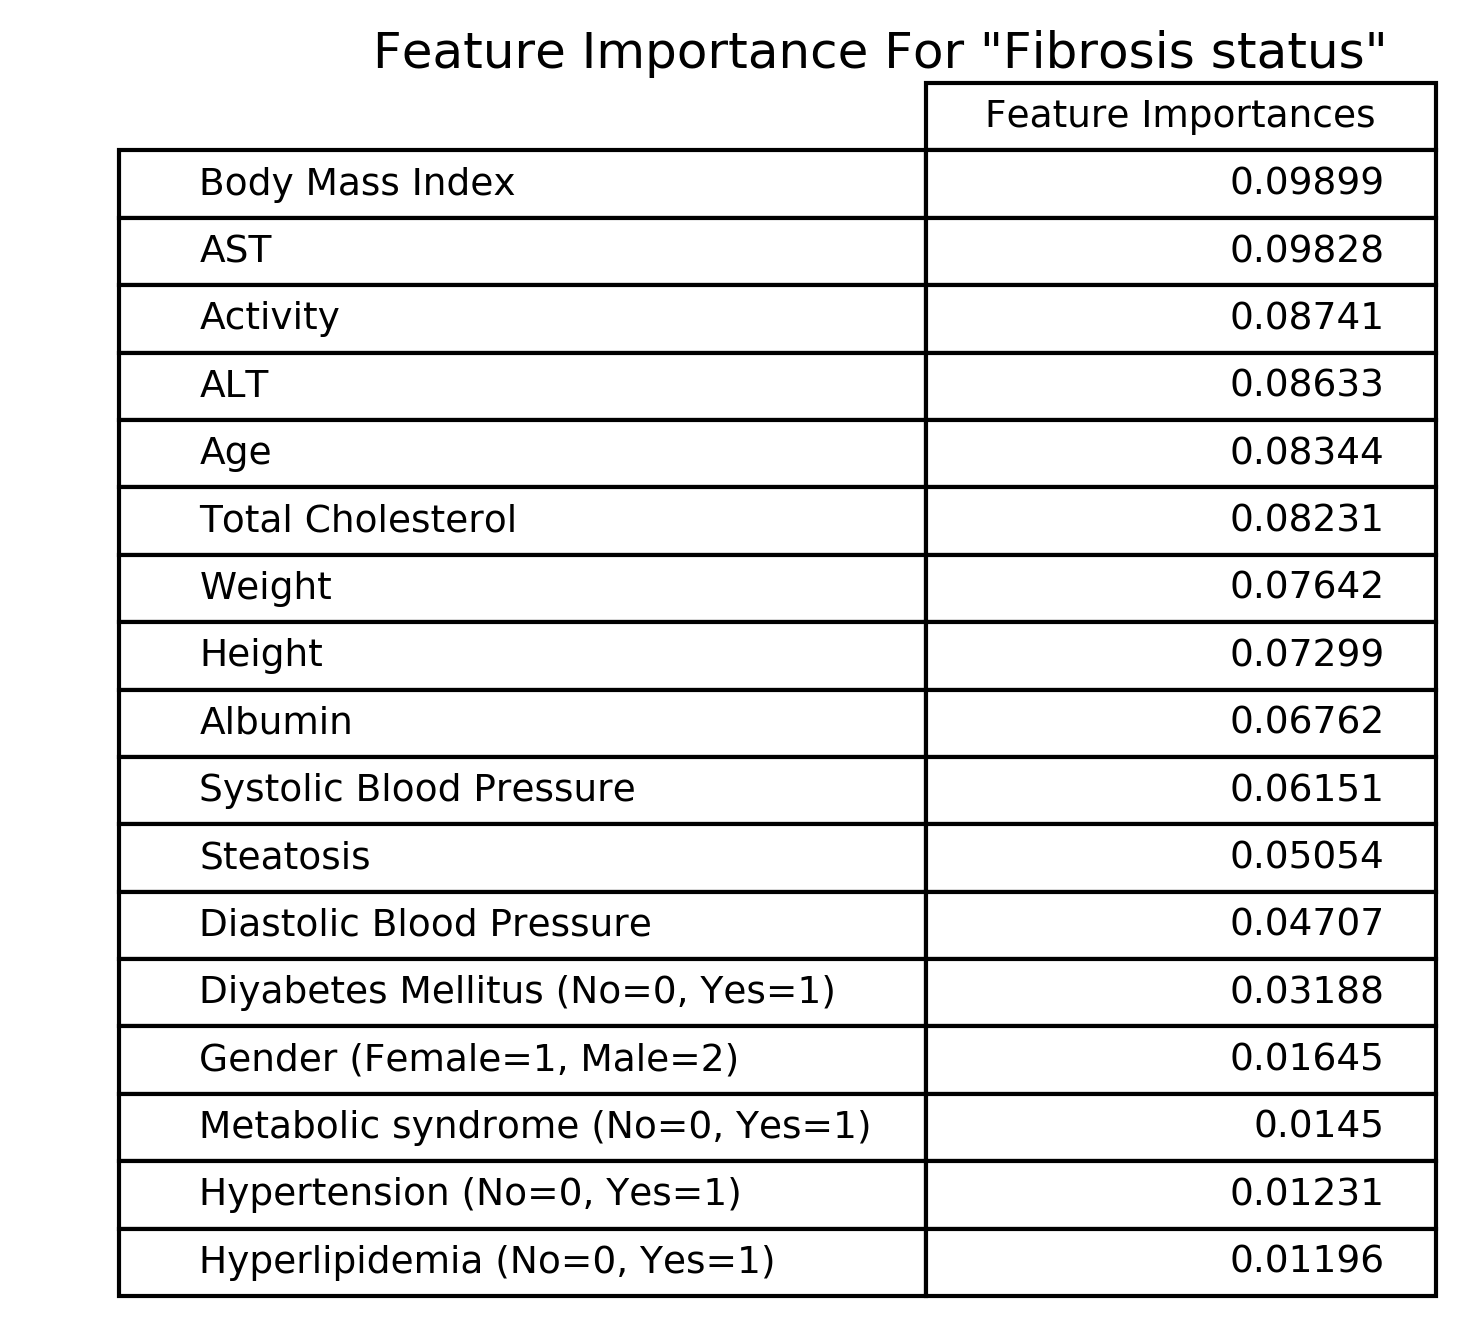 Feature Importance For "Fibrosis status"
Feature Importances
Body Mass Index 0.09899
AST 0.09828
Activity 0.08741
ALT 0.08633
Age 0.08344
Total Cholesterol 0.08231
Weight 0.07642
Height 0.07299
Albumin 0.06762
Systolic Blood Pressure 0.06151
Steatosis 0.05054
Diastolic Blood Pressure 0.04707
Diyabetes Mellitus (No=0, Yes=1) 0.03188
Gender (Female=1, Male=2) 0.01645
Metabolic syndrome (No=0, Yes=1) 0.0145
Hypertension (No=0, Yes=1) 0.01231
Hyperlipidemia (No=0, Yes=1) 0.01196